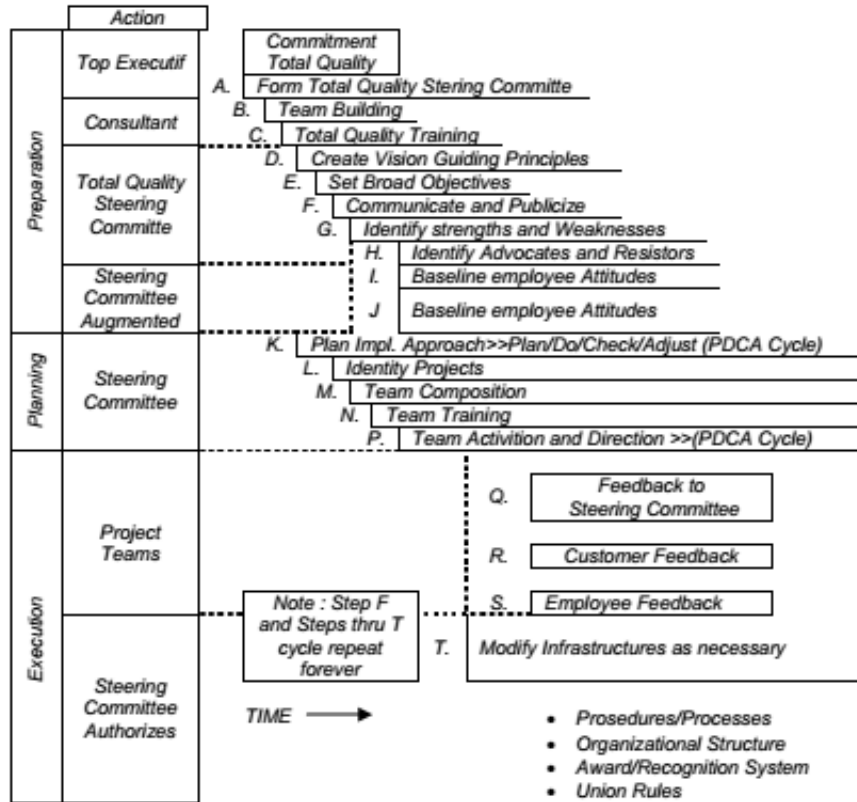 Action
Preparation
Top Executif
Commitment
Total Quality
A. Form Total Quality Stering Committe
Consultant
B. Team Building
C. Total Quality Training
Total Quality
Steering
Committe
D. Create Vision Guiding Principles
E. Set Broad Objectives
F. Communicate and Publicize
G. Identify strengths and Weaknesses
Steering
Committee
Augmented
H. Identify Advocates and Resistors
I. Baseline employee Attitudes
J Baseline employee Attitudes
Planning
Steering
Committee
K. Plan Impl. Approach>>Plan/Do/Check/Adjust (PDCA Cycle)
L. Identity Projects
M. Team Composition
N. Team Training
P. Team Activition and Direction >>(PDCA Cycle)
Execution
Project
Teams
Q. Feedback to
Steering Committee
R. Customer Feedback
S. Employee Feedback
Steering
Committee
Authorizes
Note : Step F
and Steps thru T
cycle repeat
forever
T. Modify Infrastructures as necessary
TIME
• Prosedures/Processes
• Organizational Structure
• Award/Recognition System
• Union Rules